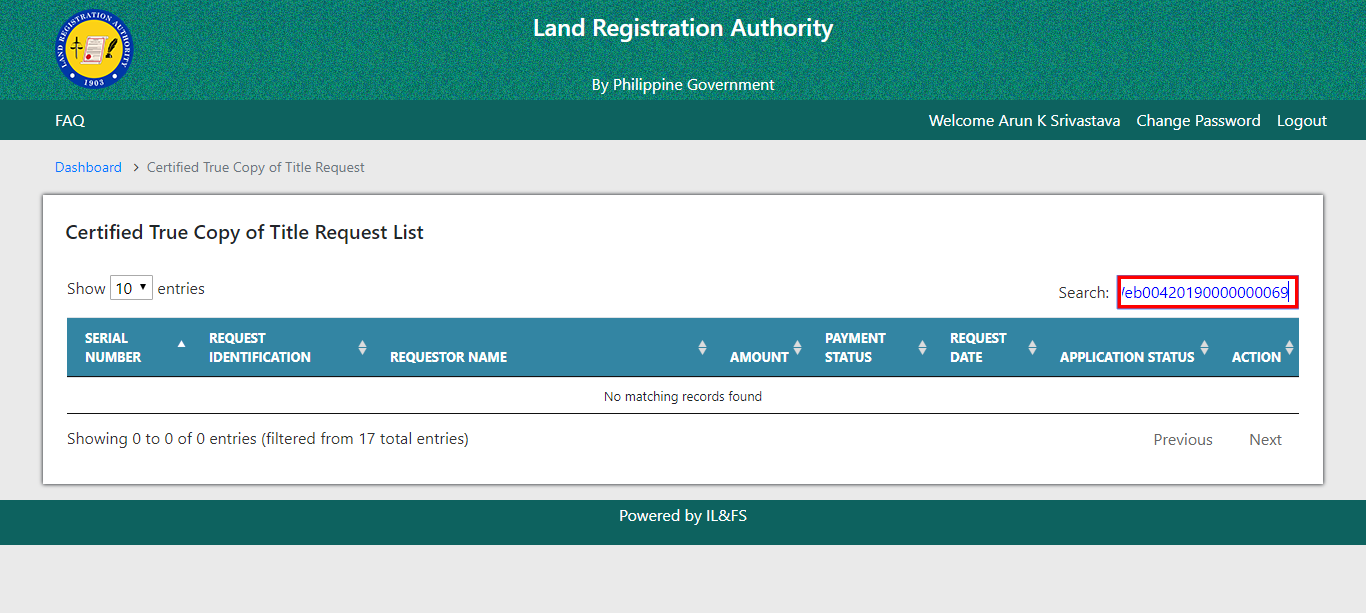 LAND REGISTRATION AUTHORITY
1903
Land Registration Authority
By Philippine Government
FAQ
Welcome Arun K Srivastava Change Password Logout
Dashboard > Certified True Copy of Title Request
Certified True Copy of Title Request List
Show 10 entries
Search: eb00420190000000069
SERIAL NUMBER REQUEST IDENTIFICATION REQUESTOR NAME AMOUNT PAYMENT STATUS REQUEST DATE APPLICATION STATUS ACTION
No matching records found
Showing 0 to 0 of 0 entries (filtered from 17 total entries)
Previous Next
Powered by IL&FS